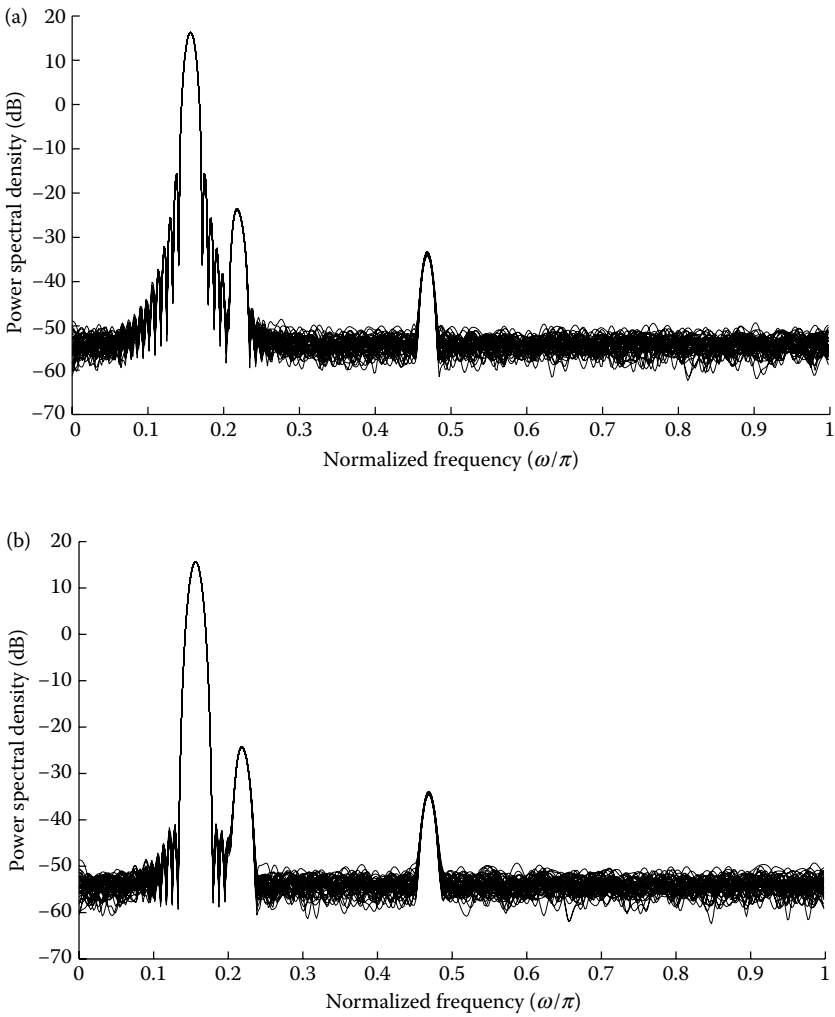 (a)
Power spectral density (dB)
20
10
0
–10
–20
–30
–40
–50
–60
–70
0 0.1 0.2 0.3 0.4 0.5 0.6 0.7 0.8 0.9 1
Normalized frequency (ω/π)
(b)
Power spectral density (dB)
20
10
0
–10
–20
–30
–40
–50
–60
–70
0 0.1 0.2 0.3 0.4 0.5 0.6 0.7 0.8 0.9 1
Normalized frequency (ω/π)